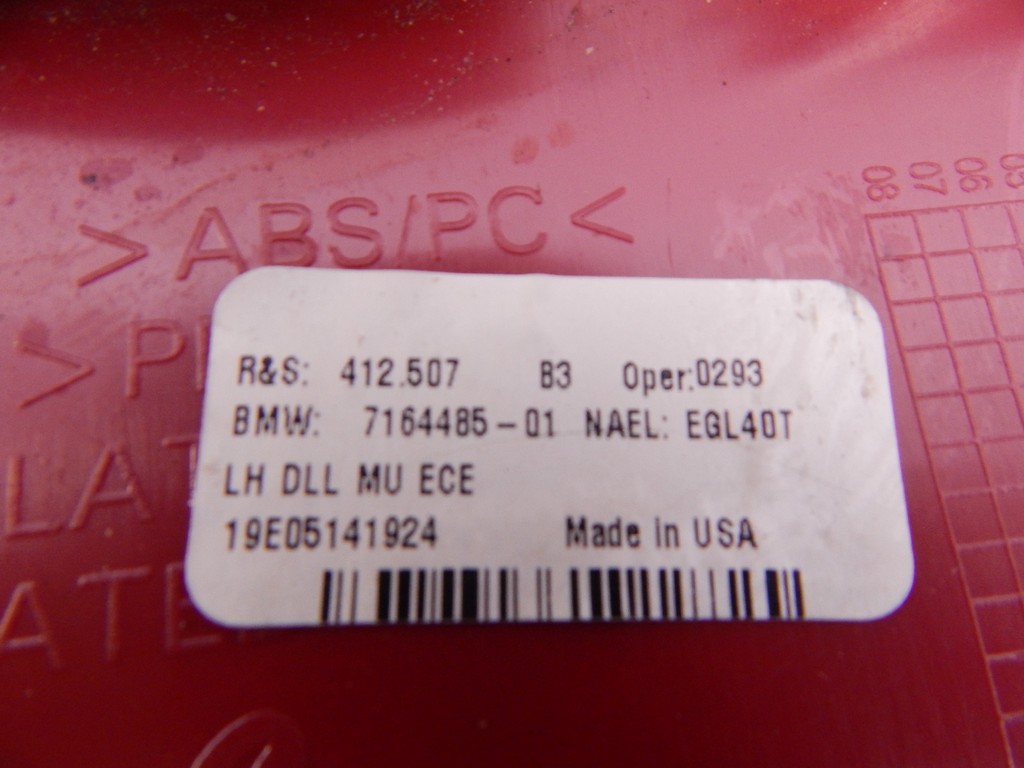 08 07 06 05
>ABS/PC<
R&S: 412.507 B3 Oper:0293
BMW: 7164485-01 NAEL: EGL40T
LH DLL MU ECE
19E05141924 Made in USA